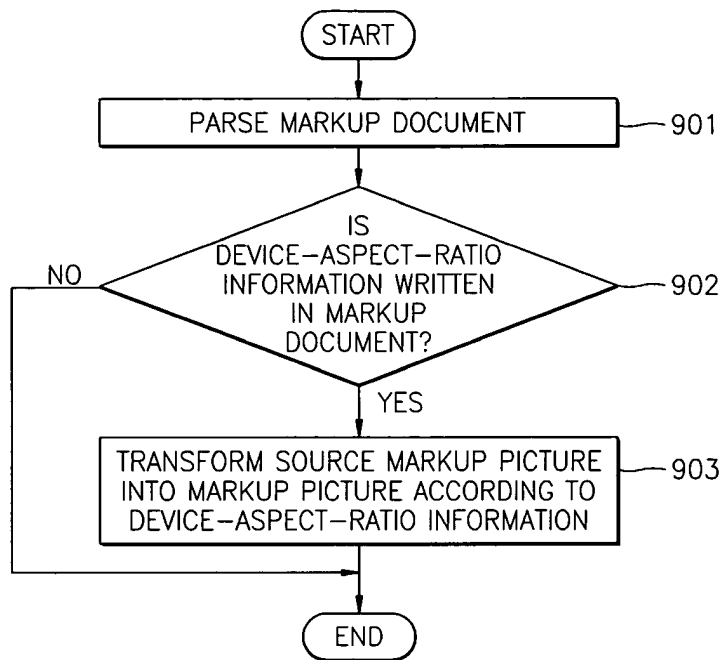 START
PARSE MARKUP DOCUMENT
901
IS
DEVICE-ASPECT-RATIO
INFORMATION WRITTEN
IN MARKUP
DOCUMENT?
NO
902
YES
TRANSFORM SOURCE MARKUP PICTURE
INTO MARKUP PICTURE ACCORDING TO
DEVICE-ASPECT-RATIO INFORMATION
903
END